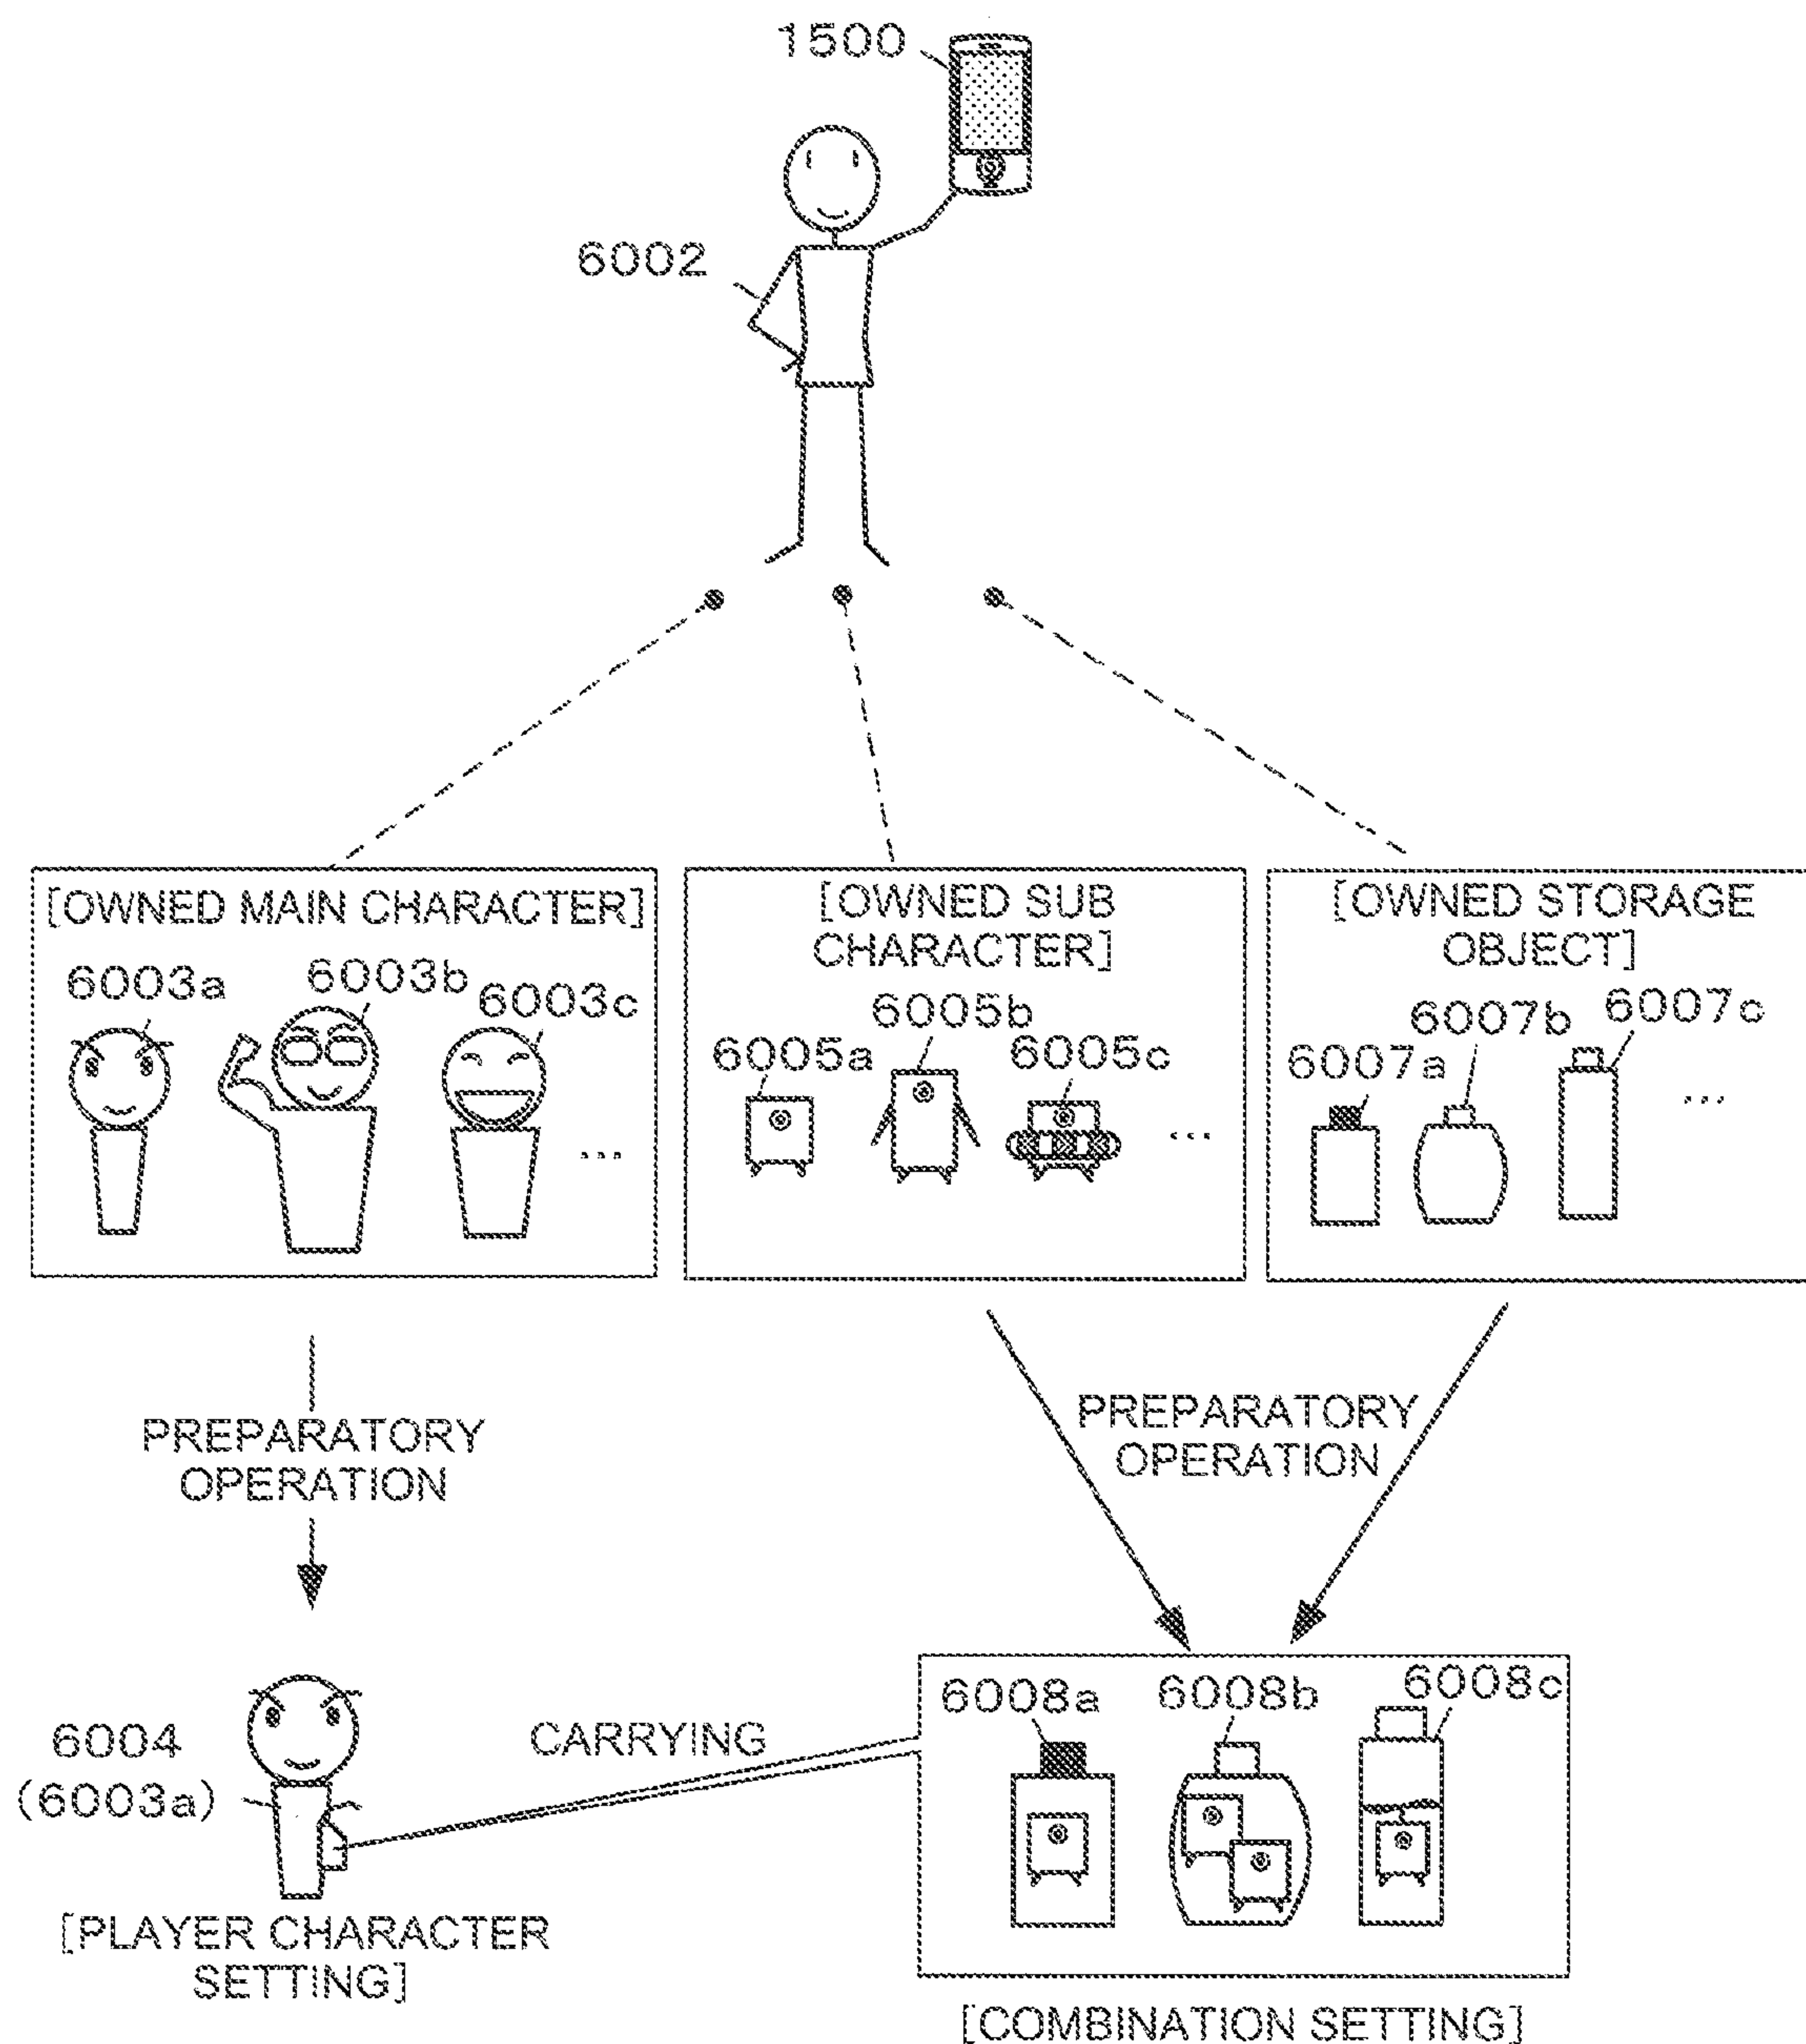 1500
6002
[OWNED MAIN CHARACTER]
6003a
6003b
6003c
...
[OWNED SUB
CHARACTER]
6005a
6005b
6005c
...
[OWNED STORAGE
OBJECT]
6007a
6007b
6007c
...
PREPARATORY
OPERATION
PREPARATORY
OPERATION
6004
(6003a)
CARRYING
[PLAYER CHARACTER
SETTING]
6008a
6008b
6008c
[COMBINATION SETTING]